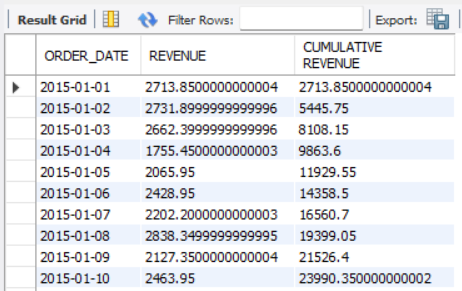 Result Grid Filter Rows: Export:
ORDER_DATE REVENUE CUMULATIVE REVENUE
2015-01-01 2713.8500000000004 2713.8500000000004
2015-01-02 2731.8999999999996 5445.75
2015-01-03 2662.3999999999996 8108.15
2015-01-04 1755.4500000000003 9863.6
2015-01-05 2065.95 11929.55
2015-01-06 2428.95 14358.5
2015-01-07 2202.2000000000003 16560.7
2015-01-08 2838.3499999999995 19399.05
2015-01-09 2127.3500000000004 21526.4
2015-01-10 2463.95 23990.350000000002